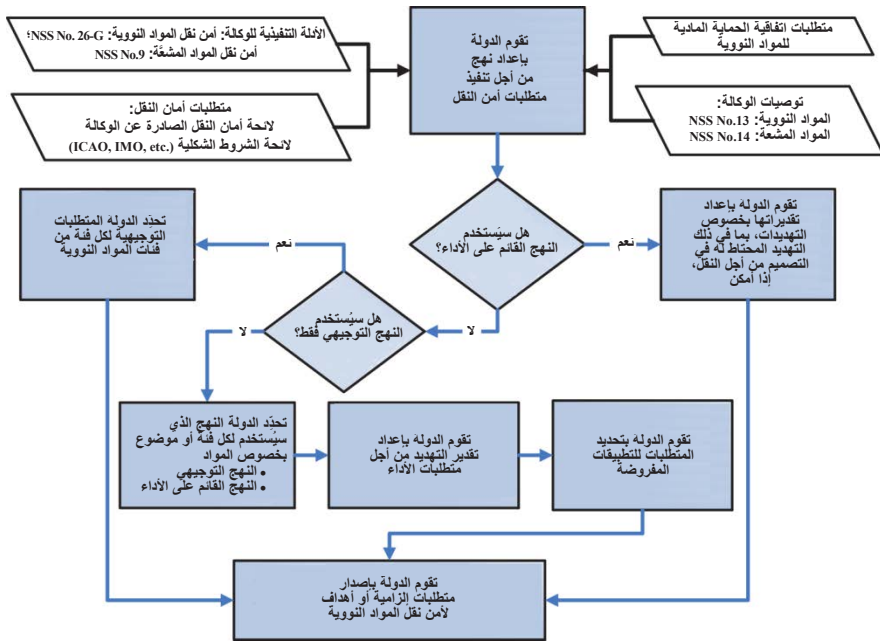 متطلبات اتفاقية الحماية المادية
للمواد النووية
توصيات الوكالة:
المواد النووية: NSS No.13
المواد المشعة: NSS No.14
تقوم الدولة
بإعداد نهج
من أجل تنفيذ
متطلبات أمن النقل
الأدلة التنفيذية للوكالة: أمن نقل المواد النووية: NSS No. 26-G؛
أمن نقل المواد المشعَّة: NSS No.9
متطلبات أمان النقل:
لائحة أمان النقل الصادرة عن الوكالة
لائحة الشروط الشكلية (ICAO, IMO, etc.)
هل سيُستخدم
النهج القائم على الأداء؟
نعم
تقوم الدولة بإعداد
تقديراتها بخصوص
التهديدات، بما في ذلك
التهديد المحتاط له في
التصميم من أجل النقل،
إذا أمكن
لا
هل سيُستخدم
النهج التوجيهي فقط؟
نعم
تحدِّد الدولة المتطلبات
التوجيهية لكل فئة من
فئات المواد النووية
لا
تحدِّد الدولة النهج الذي
سيُستخدم لكل فئة أو موضوع
بخصوص المواد
• النهج التوجيهي
• النهج القائم على الأداء
تقوم الدولة بإعداد
تقدير التهديد من أجل
متطلبات الأداء
تقوم الدولة بتحديد
المتطلبات للتطبيقات
المفروضة
تقوم الدولة بإصدار
متطلبات إلزامية أو أهداف
لأمن نقل المواد النووية